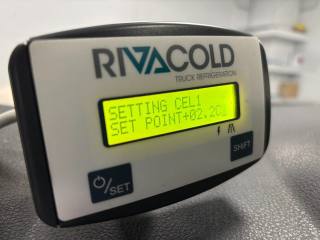 RIVACOLD
TRUCK REFRIGERATION
SETTING CEL1
SET POINT+02.2C
SHIFT
/SET